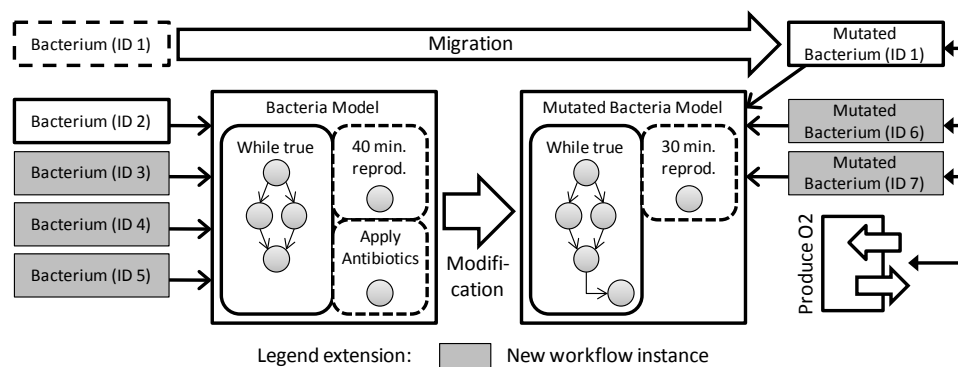 Bacterium (ID 1)
Migration
Mutated
Bacterium (ID 1)
Bacterium (ID 2)
Bacterium (ID 3)
Bacterium (ID 4)
Bacterium (ID 5)
Bacteria Model
While true
40 min.
reprod.
Apply
Antibiotics
Modifi-
cation
Mutated Bacteria Model
While true
30 min.
reprod.
Mutated
Bacterium (ID 6)
Mutated
Bacterium (ID 7)
Produce O2
Legend extension:
New workflow instance